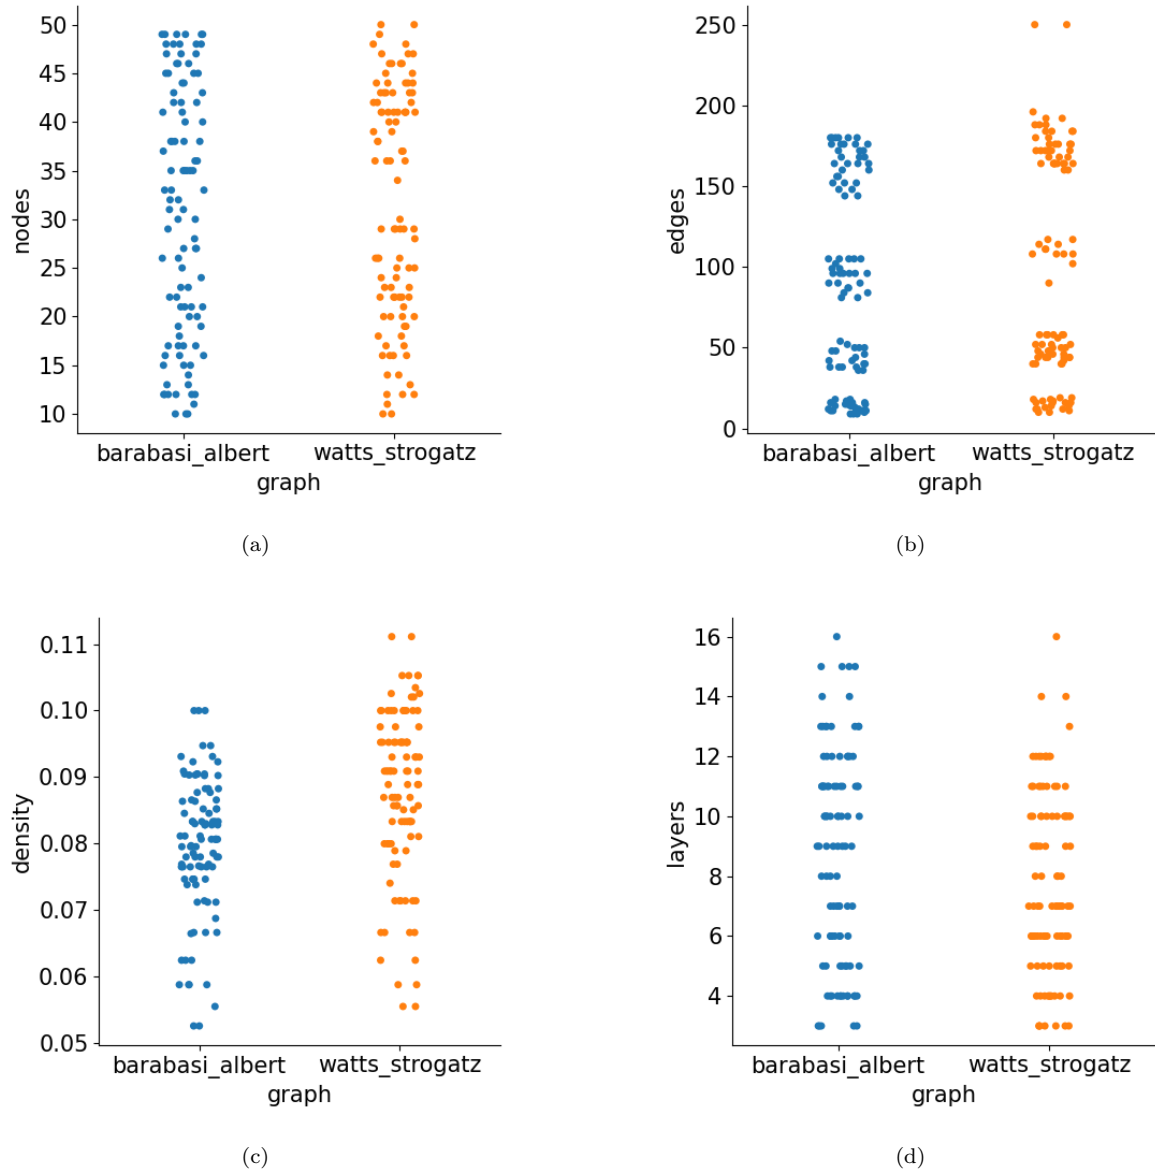 50
45
40
35
30
25
20
15
10
nodes
barabasi_albert watts_strogatz
graph
(a)
250
200
150
100
50
0
edges
barabasi_albert watts_strogatz
graph
(b)
0.11
0.10
0.09
0.08
0.07
0.06
0.05
density
barabasi_albert watts_strogatz
graph
(c)
16
14
12
10
8
6
4
layers
barabasi_albert watts_strogatz
graph
(d)